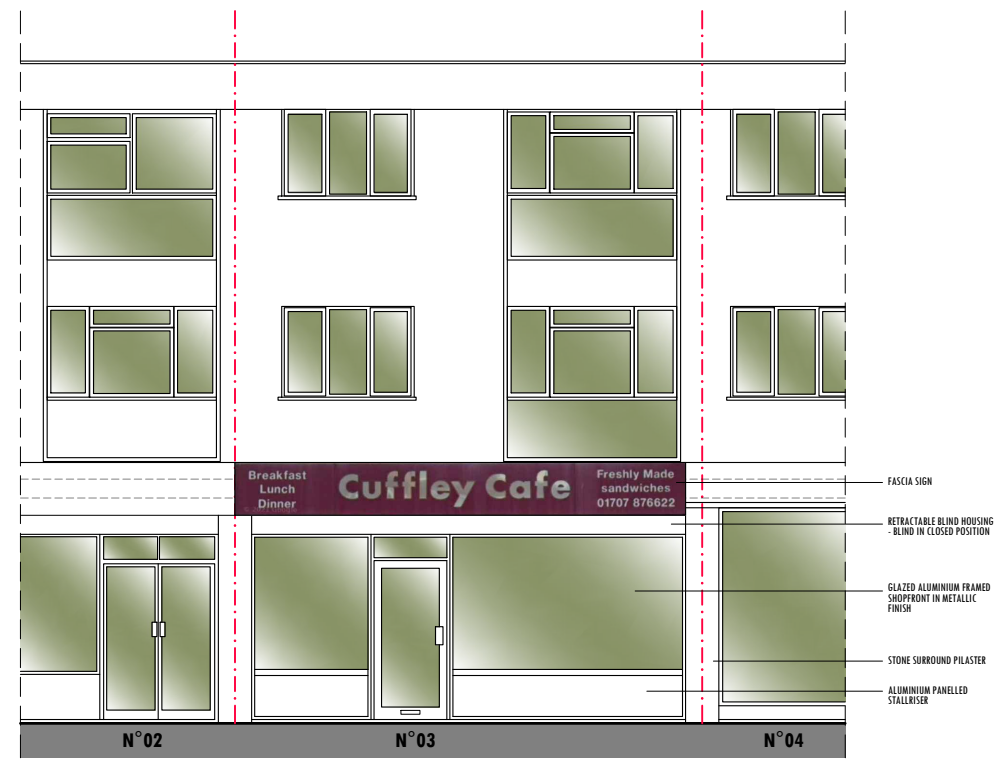 Breakfast
Lunch
Dinner
Cuffley Cafe
Freshly Made
sandwiches
01707 876622
FASCIA SIGN
RETRACTABLE BLIND HOUSING
- BLIND IN CLOSED POSITION
GLAZED ALUMINIUM FRAMED
SHOPFRONT IN METALLIC
FINISH
STONE SURROUND PILASTER
ALUMINIUM PANELLED
STALLRISER
N°02
N°03
N°04